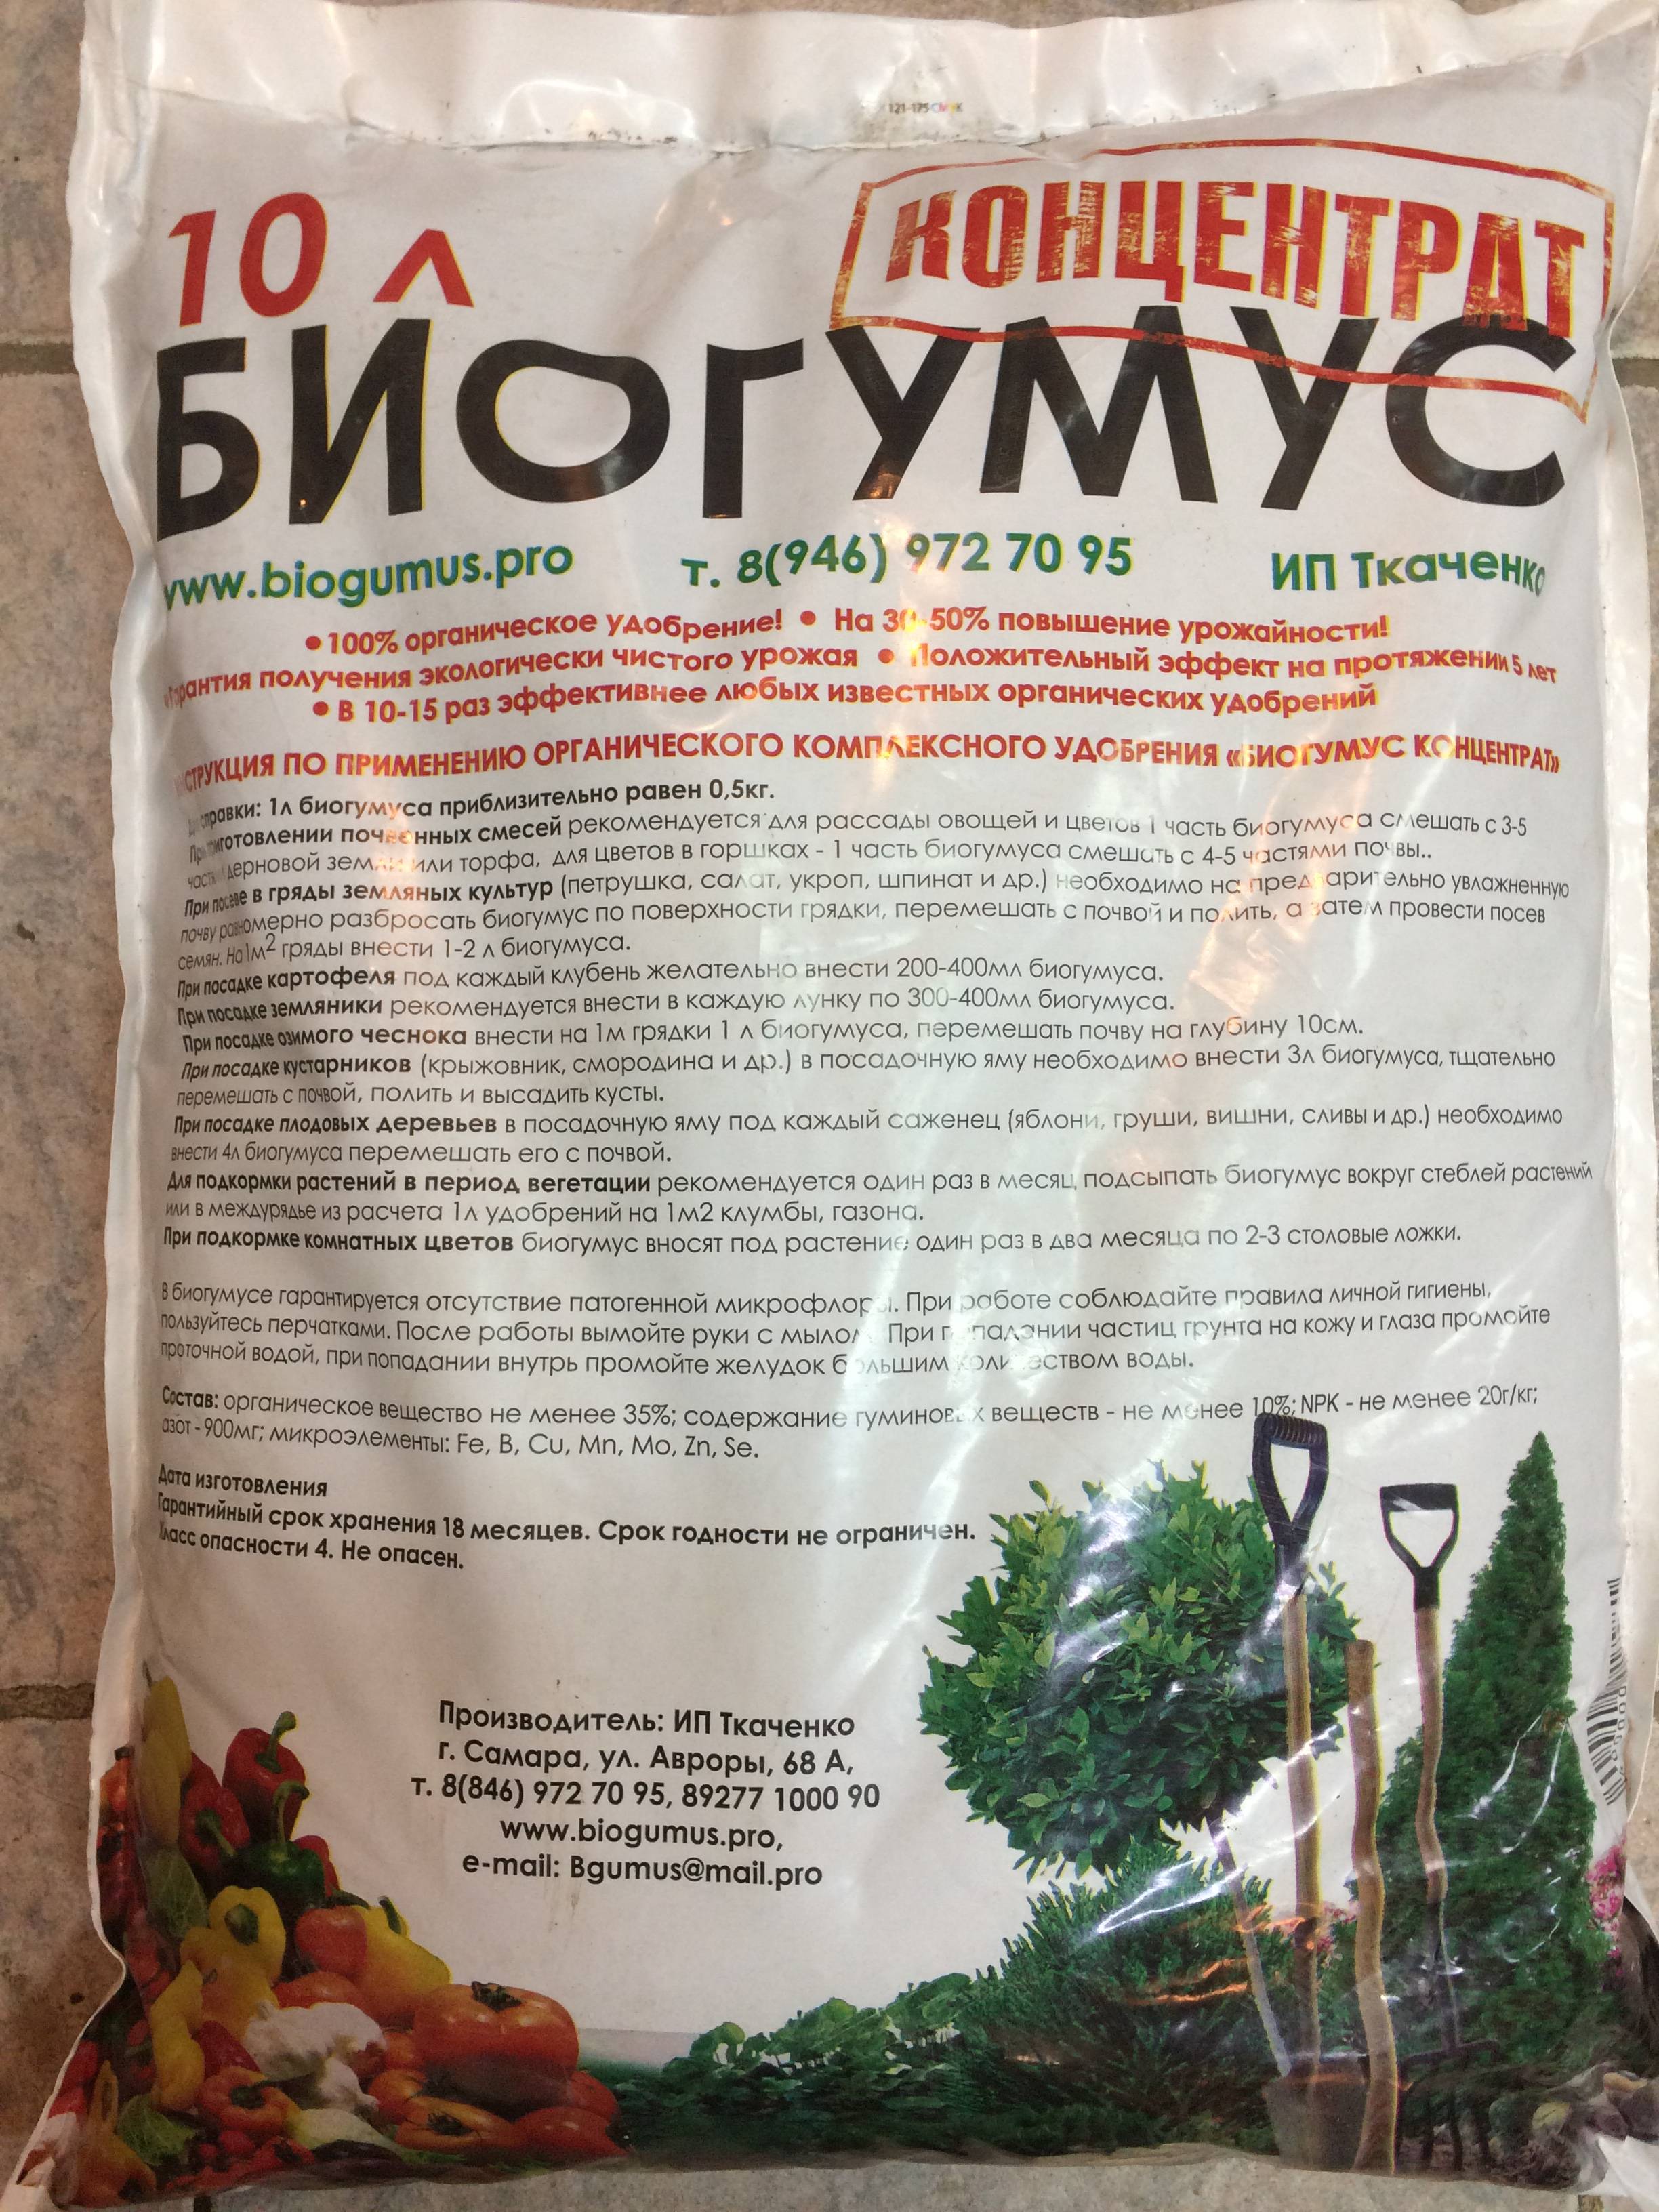 121-175 CMYK
КОНЦЕНТРАТ
10 л
БИОГУМУС
www.biogumus.pro т. 8(946) 972 70 95 ИП Ткаченко
• 100% органическое удобрение! • На 30-50% повышение урожайности!
• Гарантия получения экологически чистого урожая • Положительный эффект на протяжении 5 лет
• В 10-15 раз эффективнее любых известных органических удобрений
ИНСТРУКЦИЯ ПО ПРИМЕНЕНИЮ ОРГАНИЧЕСКОГО КОМПЛЕКСНОГО УДОБРЕНИЯ «БИОГУМУС КОНЦЕНТРАТ»
Для справки: 1л биогумуса приблизительно равен 0,5кг.
При приготовлении почвенных смесей рекомендуется для рассады овощей и цветов 1 часть биогумуса смешать с 3-5
дерновой земли или торфа, для цветов в горшках - 1 часть биогумуса смешать с 4-5 частями почвы..
При посеве в гряды земляных культур (петрушка, салат, укроп, шпинат и др.) необходимо на предварительно увлажненную
почву равномерно разбросать биогумус по поверхности грядки, перемешать с почвой и полить, а затем провести посев
семян. На 1м2 гряды внести 1-2 л биогумуса.
При посадке картофеля под каждый клубень желательно внести 200-400мл биогумуса.
При посадке земляники рекомендуется внести в каждую лунку по 300-400мл биогумуса.
При посадке озимого чеснока внести на 1м грядки 1 л биогумуса, перемешать почву на глубину 10см.
При посадке кустарников (крыжовник, смородина и др.) в посадочную яму необходимо внести 3л биогумуса, тщательно
перемешать с почвой, полить и высадить кусты.
При посадке плодовых деревьев в посадочную яму под каждый саженец (яблони, груши, вишни, сливы и др.) необходимо
внести 4л биогумуса перемешать его с почвой.
Для подкормки растений в период вегетации рекомендуется один раз в месяц подсыпать биогумус вокруг стеблей растений
или в междурядье из расчета 1л удобрений на 1м2 клумбы, газона.
При подкормке комнатных цветов биогумус вносят под растение один раз в два месяца по 2-3 столовые ложки.
В биогумусе гарантируется отсутствие патогенной микрофлоры. При работе соблюдайте правила личной гигиены,
пользуйтесь перчатками. После работы вымойте руки с мылом. При попадании частиц грунта на кожу и глаза промойте
проточной водой, при попадании внутрь промойте желудок большим количеством воды.
Состав: органическое вещество не менее 35%; содержание гуминовых веществ - не менее 10%; NPK - не менее 20г/кг;
азот - 900мг; микроэлементы: Fe, B, Cu, Mn, Mo, Zn, Se.
Дата изготовления
Гарантийный срок хранения 18 месяцев. Срок годности не ограничен.
Класс опасности 4. Не опасен.
Производитель: ИП Ткаченко
г. Самара, ул. Авроры, 68 А,
т. 8(846) 972 70 95, 89277 1000 90
www.biogumus.pro,
e-mail: Bgumus@mail.pro